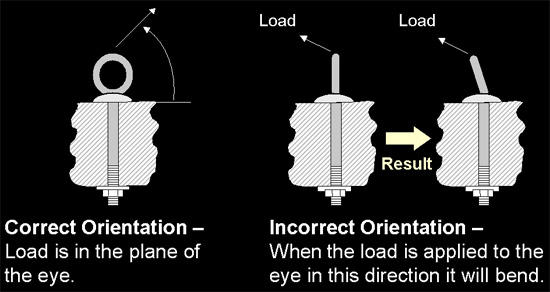 Load
Load
Result
Correct Orientation –
Load is in the plane of
the eye.
Incorrect Orientation –
When the load is applied to the
eye in this direction it will bend.